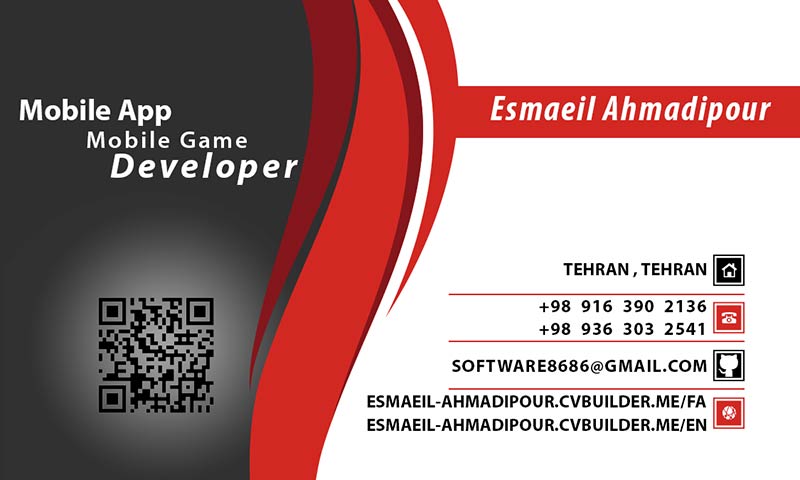 Mobile App
Mobile Game
Developer
Esmaeil Ahmadipour
TEHRAN , TEHRAN
+98 916 390 2136
+98 936 303 2541
SOFTWARE8686@GMAIL.COM
ESMAEIL-AHMADIPOUR.CVBUILDER.ME/FA
ESMAEIL-AHMADIPOUR.CVBUILDER.ME/EN